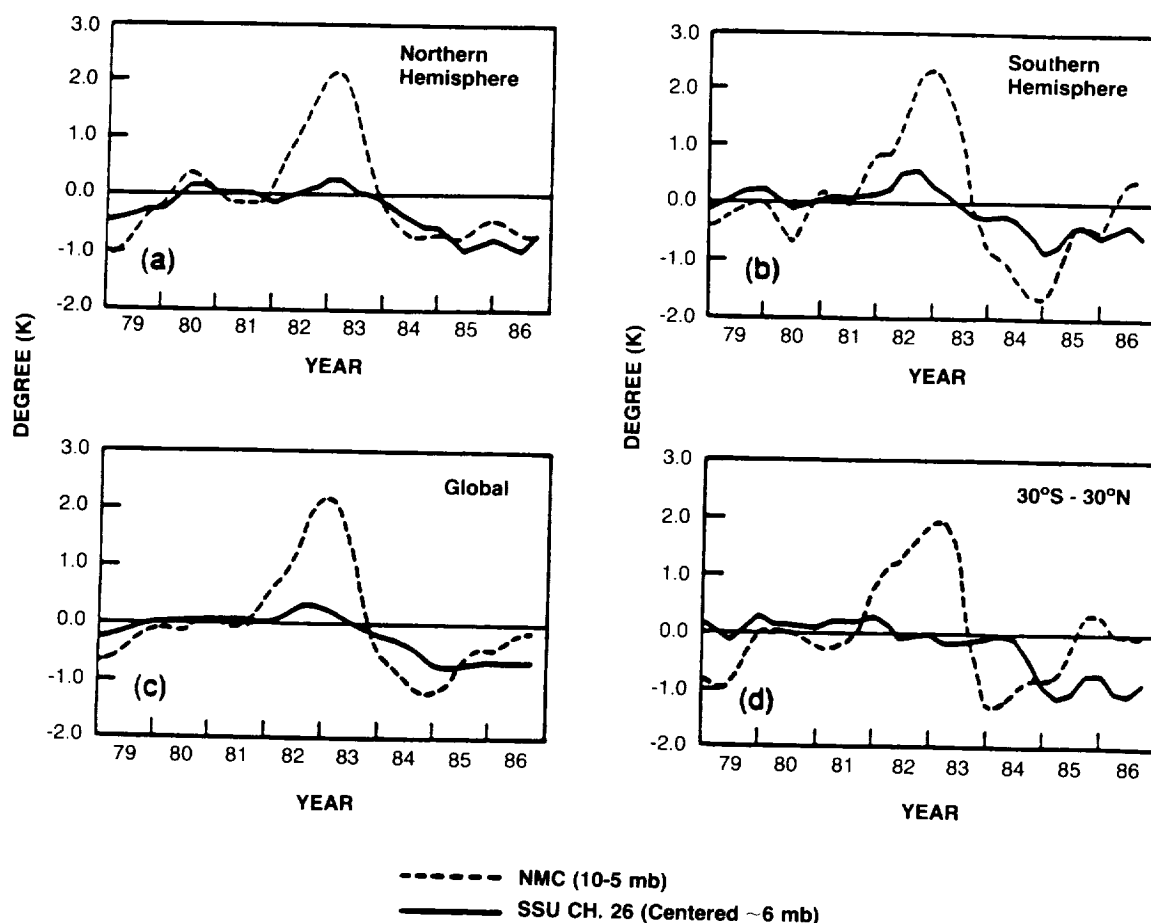 Northern
Hemisphere
3.0
2.0
1.0
0.0
-1.0
-2.0
(a)
79 80 81 82 83 84 85 86
YEAR
Southern
Hemisphere
3.0
2.0
1.0
0.0
-1.0
-2.0
(b)
79 80 81 82 83 84 85 86
YEAR
DEGREE (K)
DEGREE (K)
Global
3.0
2.0
1.0
0.0
-1.0
-2.0
(c)
79 80 81 82 83 84 85 86
YEAR
30°S - 30°N
3.0
2.0
1.0
0.0
-1.0
-2.0
(d)
79 80 81 82 83 84 85 86
YEAR
NMC (10-5 mb)
SSU CH. 26 (Centered ~6 mb)